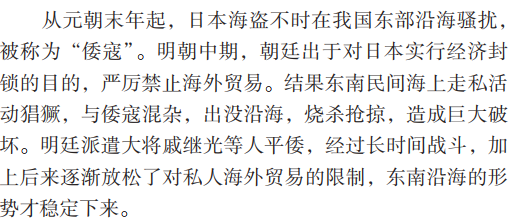 从元朝末年起，日本海盗不时在我国东部沿海骚扰，
被称为“倭寇”。明朝中期，朝廷出于对日本实行经济封
锁的目的，严厉禁止海外贸易。结果东南民间海上走私活
动猖獗，与倭寇混杂，出没沿海，烧杀抢掠，造成巨大破
坏。明廷派遣大将戚继光等人平倭，经过长时间战斗，加
上后来逐渐放松了对私人海外贸易的限制，东南沿海的形
势才稳定下来。